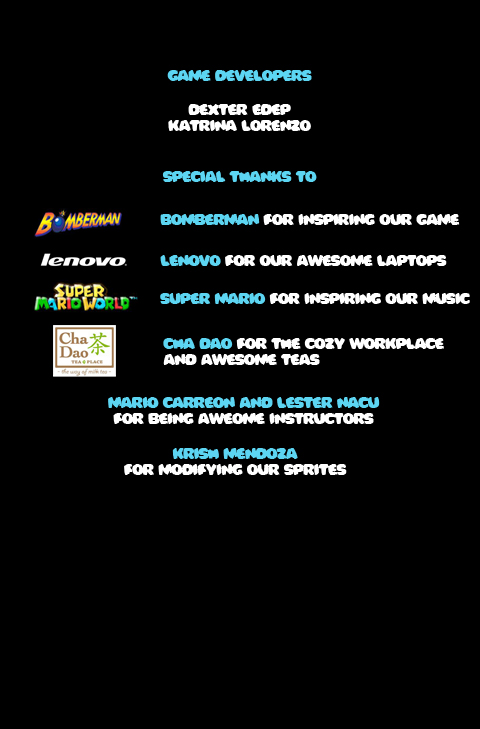 GAME DEVELOPERS
DEXTER EDEP
KATRINA LORENZO
SPECIAL THANKS TO
BOMBERMAN
BOMBERMAN FOR INSPIRING OUR GAME
lenovo
LENOVO FOR OUR AWESOME LAPTOPS
SUPER
MARIO WORLD™
SUPER MARIO FOR INSPIRING OUR MUSIC
Cha
Dao 茶
TEA PLACE
- the way of milk tea -
CHA DAO FOR THE COZY WORKPLACE
AND AWESOME TEAS
MARIO CARREON AND LESTER NACU
FOR BEING AWEOME INSTRUCTORS
KRISH MENDOZA
FOR MODIFYING OUR SPRITES